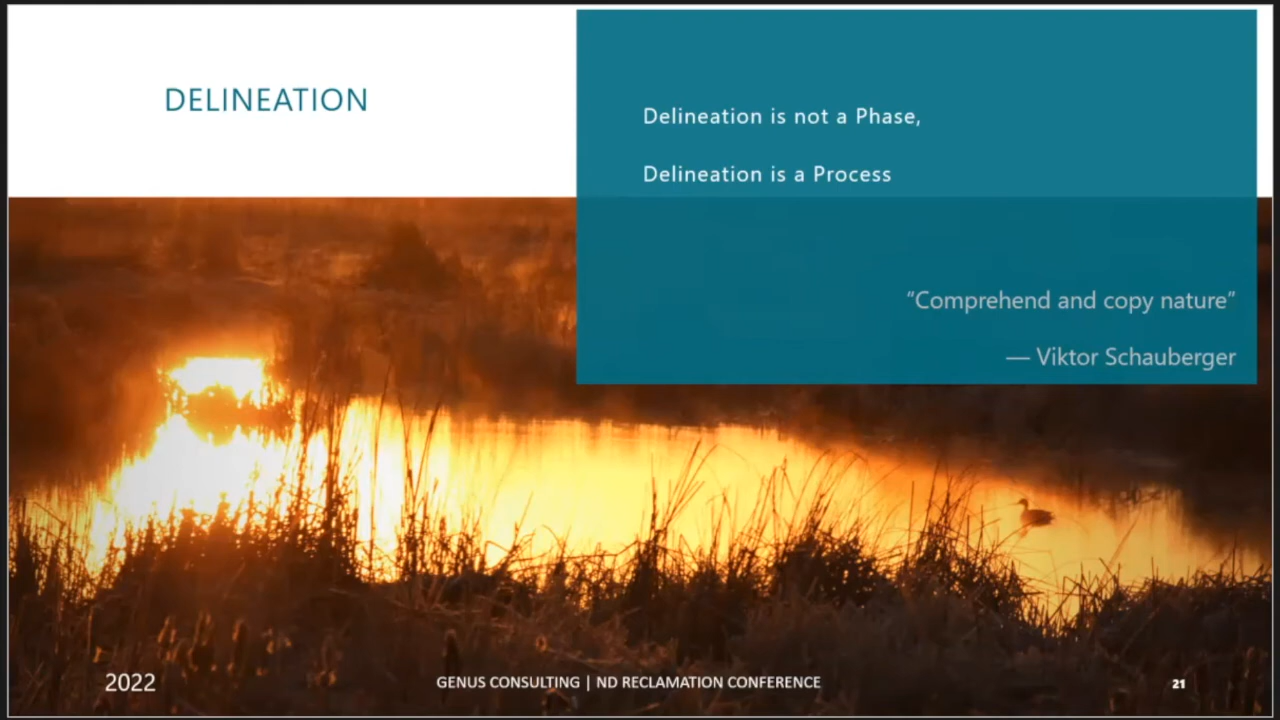 DELINEATION
Delineation is not a Phase,
Delineation is a Process
“Comprehend and copy nature”
— Viktor Schauberger
2022
GENUS CONSULTING | ND RECLAMATION CONFERENCE
21